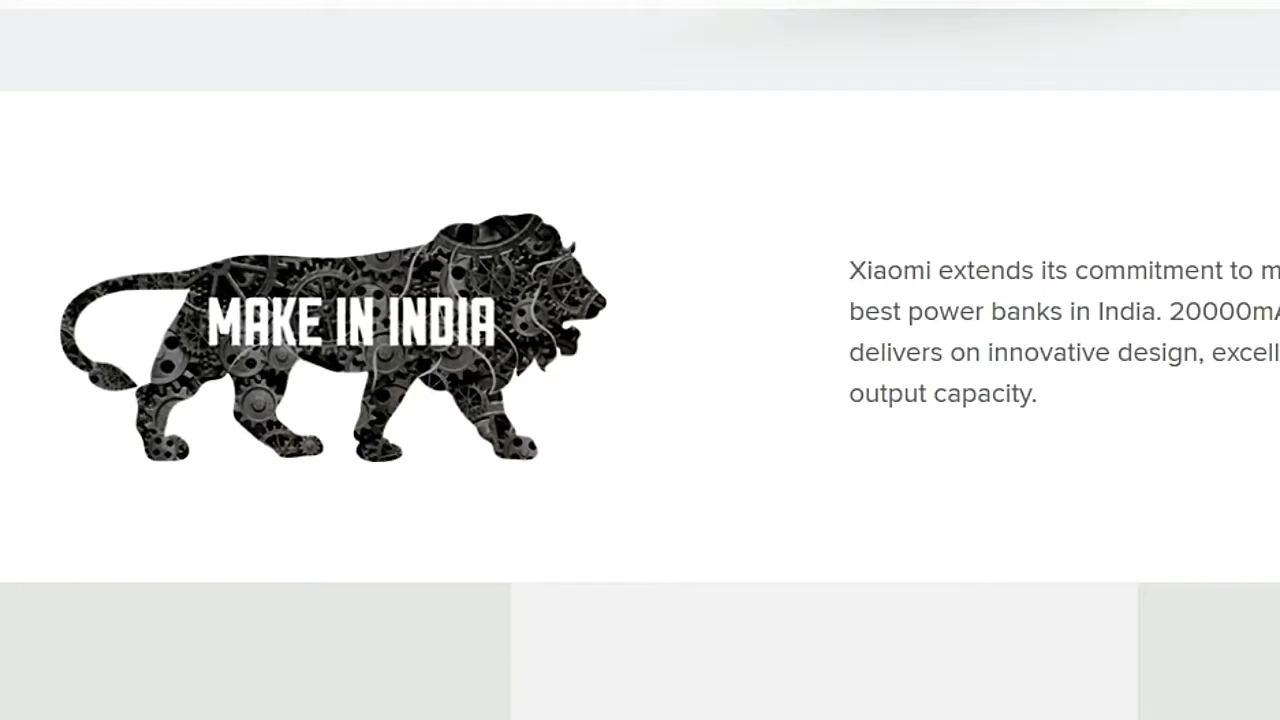 MAKE IN INDIA
Xiaomi extends its commitment to
best power banks in India.
delivers on innovative design,
output capacity.